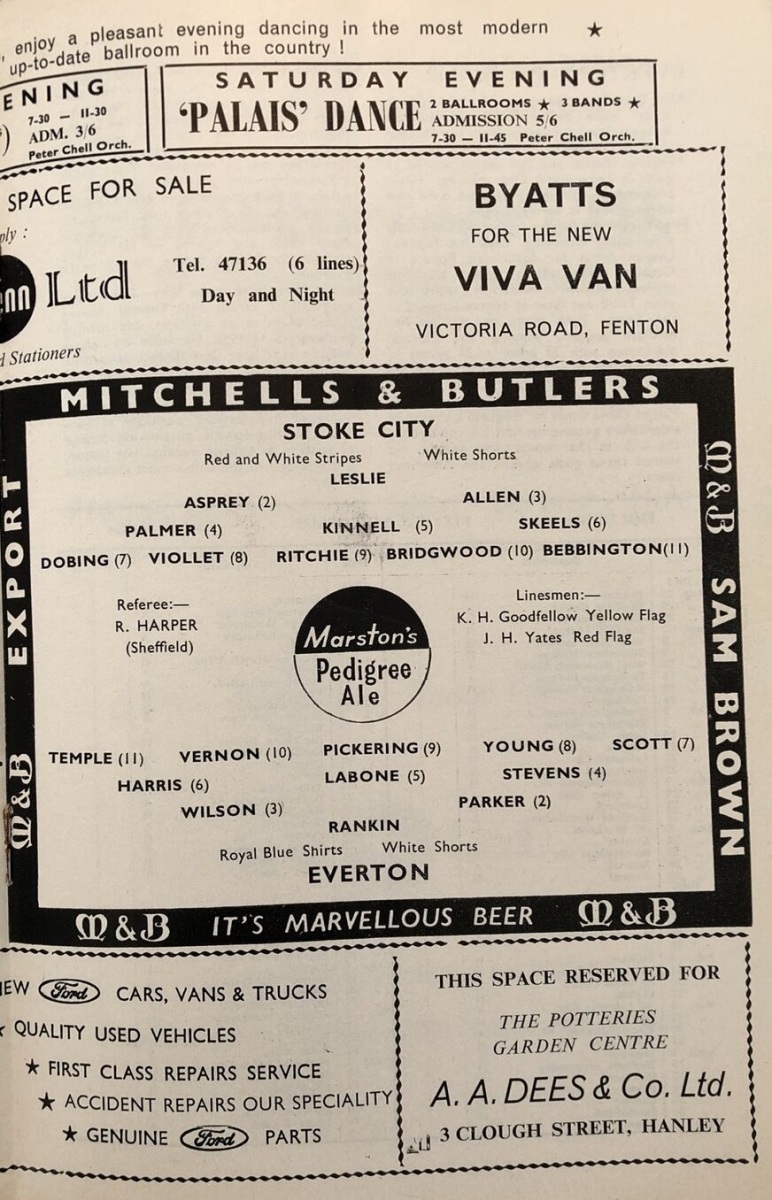 , enjoy a pleasant evening dancing in the most modern ★
up-to-date ballroom in the country !
ENING
7-30 — 11-30
ADM. 3/6
Peter Chell Orch.
SATURDAY EVENING
'PALAIS' DANCE
2 BALLROOMS ★ 3 BANDS ★
ADMISSION 5/6
7-30 — 11-45 Peter Chell Orch.
SPACE FOR SALE
Ltd
Tel. 47136 (6 lines)
Day and Night
Stationers
BYATTS
FOR THE NEW
VIVA VAN
VICTORIA ROAD, FENTON
MITCHELLS & BUTLERS
M&B EXPORT
M&B SAM BROWN
STOKE CITY
Red and White Stripes White Shorts
LESLIE
ASPREY (2) ALLEN (3)
PALMER (4) KINNELL (5) SKEELS (6)
DOBING (7) VIOLLET (8) RITCHIE (9) BRIDGWOOD (10) BEBBINGTON(11)
Referee:—
R. HARPER
(Sheffield)
Marston's
Pedigree
Ale
Linesmen:—
K. H. Goodfellow Yellow Flag
J. H. Yates Red Flag
TEMPLE (11) VERNON (10) PICKERING (9) YOUNG (8) SCOTT (7)
HARRIS (6) LABONE (5) STEVENS (4)
WILSON (3) PARKER (2)
RANKIN
Royal Blue Shirts White Shorts
EVERTON
M&B IT'S MARVELLOUS BEER M&B
EW Ford CARS, VANS & TRUCKS
★ QUALITY USED VEHICLES
★ FIRST CLASS REPAIRS SERVICE
★ ACCIDENT REPAIRS OUR SPECIALITY
★ GENUINE Ford PARTS
THIS SPACE RESERVED FOR
THE POTTERIES
GARDEN CENTRE
A. A. DEES & Co. Ltd.
3 CLOUGH STREET, HANLEY